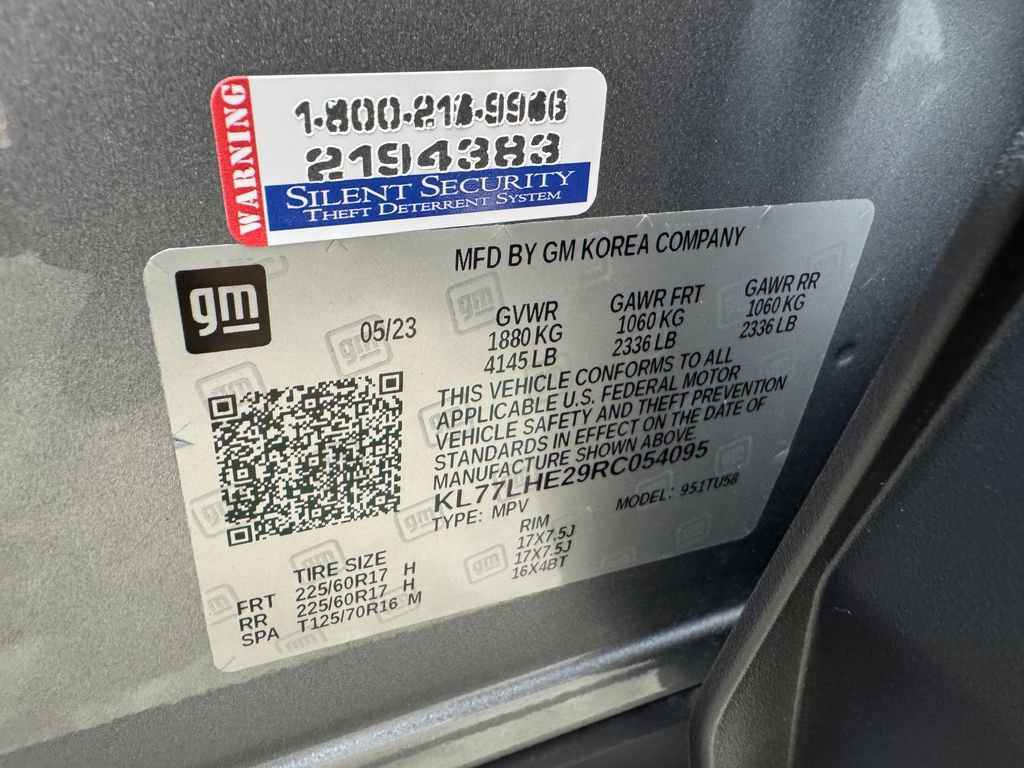 WARNING
2194383
SILENT SECURITY
THEFT DETERRENT SYSTEM
gm
MFD BY GM KOREA COMPANY
05/23
GVWR
1880 KG
4145 LB
GAWR FRT
1060 KG
2336 LB
GAWR RR
1060 KG
2336 LB
THIS VEHICLE CONFORMS TO ALL
APPLICABLE U.S. FEDERAL MOTOR
VEHICLE SAFETY AND THEFT PREVENTION
STANDARDS IN EFFECT ON THE DATE OF
MANUFACTURE SHOWN ABOVE.
KL77LHE29RC054095
TYPE: MPV
MODEL: 951TU58
TIRE SIZE
RIM
FRT 225/60R17 H 17X7.5J
RR 225/60R17 H 17X7.5J
SPA T125/70R16 M 16X4BT